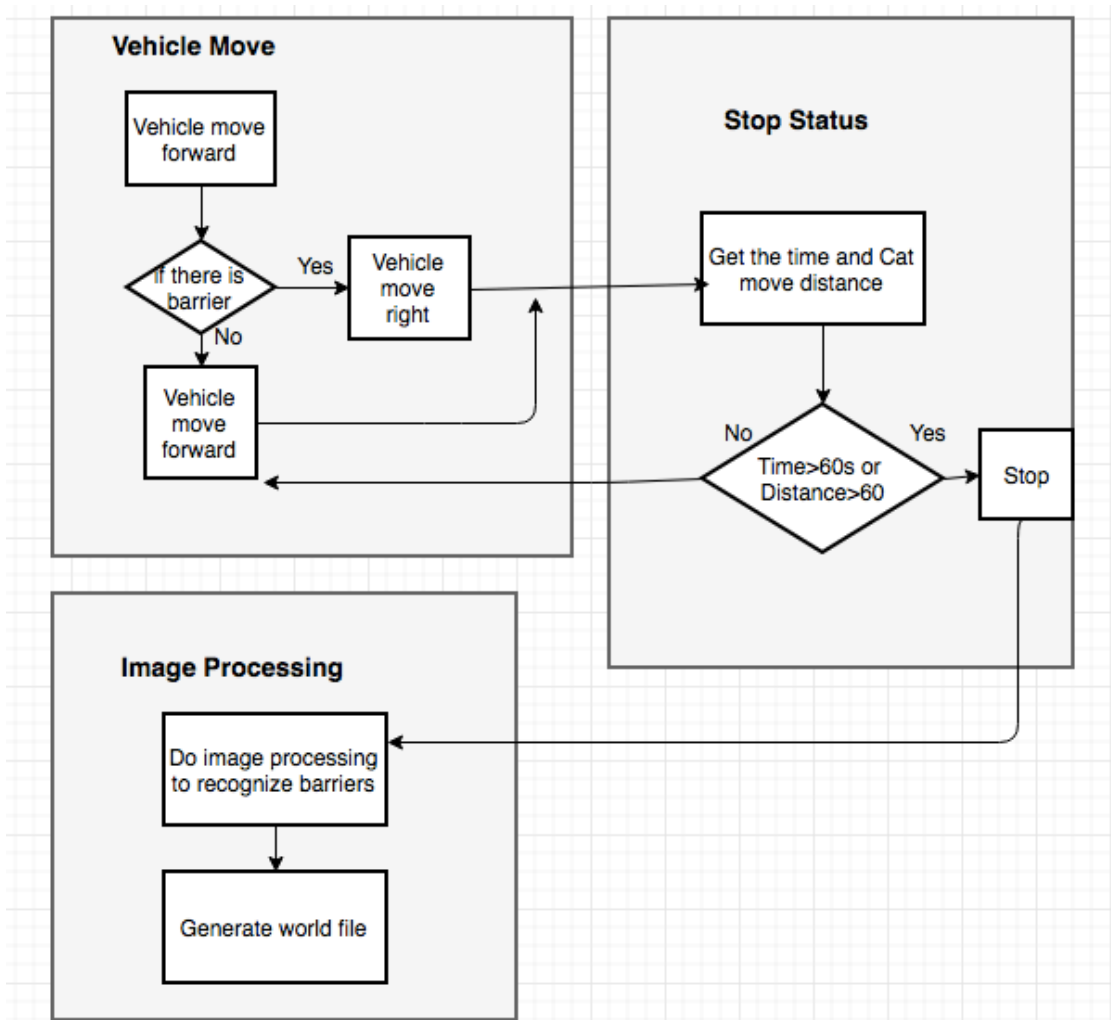 Vehicle Move
Vehicle move
forward
If there is
barrier
Yes
Vehicle
move
right
No
Vehicle
move
forward
Stop Status
Get the time and Cat
move distance
No
Yes
Time>60s or
Distance>60
Stop
Image Processing
Do image processing
to recognize barriers
Generate world file